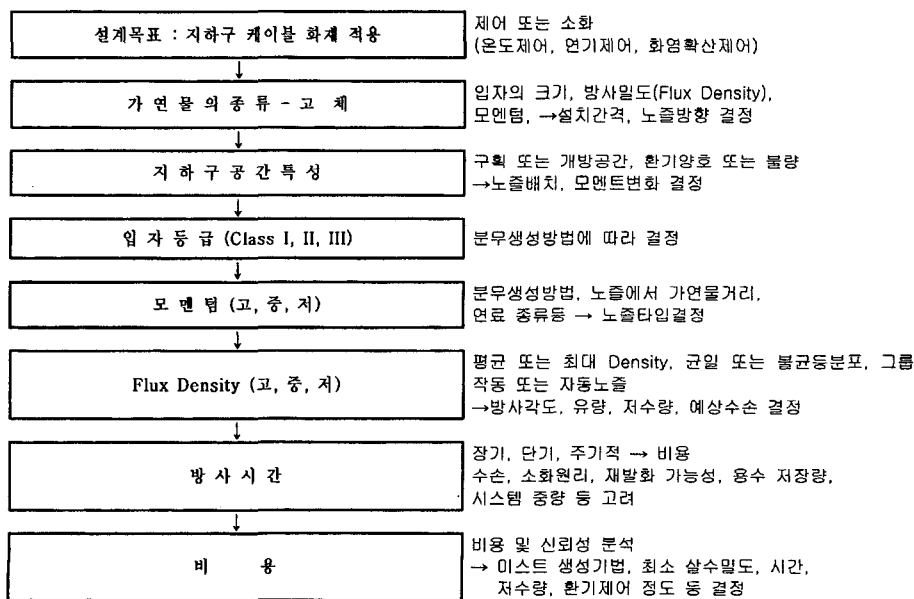 설계목표 : 지하구 케이블 화재 적용
제어 또는 소화
(온도제어, 연기제어, 화염확산제어)
가 연 물 의 종 류 - 고 체
입자의 크기, 방사밀도(Flux Density),
모멘텀, →설치간격, 노즐방향 결정
지 하 구 공 간 특 성
구획 또는 개방공간, 환기양호 또는 불량
→노즐배치, 모멘트변화 결정
입 자 등 급 (Class I, II, III)
분무생성방법에 따라 결정
모 멘 텀 (고, 중, 저)
분무생성방법, 노즐에서 가연물거리,
연료 종류등 → 노즐타입결정
Flux Density (고, 중, 저)
평균 또는 최대 Density, 균일 또는 불균등분포, 그룹
작동 또는 자동노즐
→방사각도, 유량, 저수량, 예상수손 결정
방 사 시 간
장기, 단기, 주기적 → 비용
수손, 소화원리, 재발화 가능성, 용수 저장량,
시스템 중량 등 고려
비 용
비용 및 신뢰성 분석
→ 미스트 생성기법, 최소 살수밀도, 시간,
저수량, 환기제어 정도 등 결정